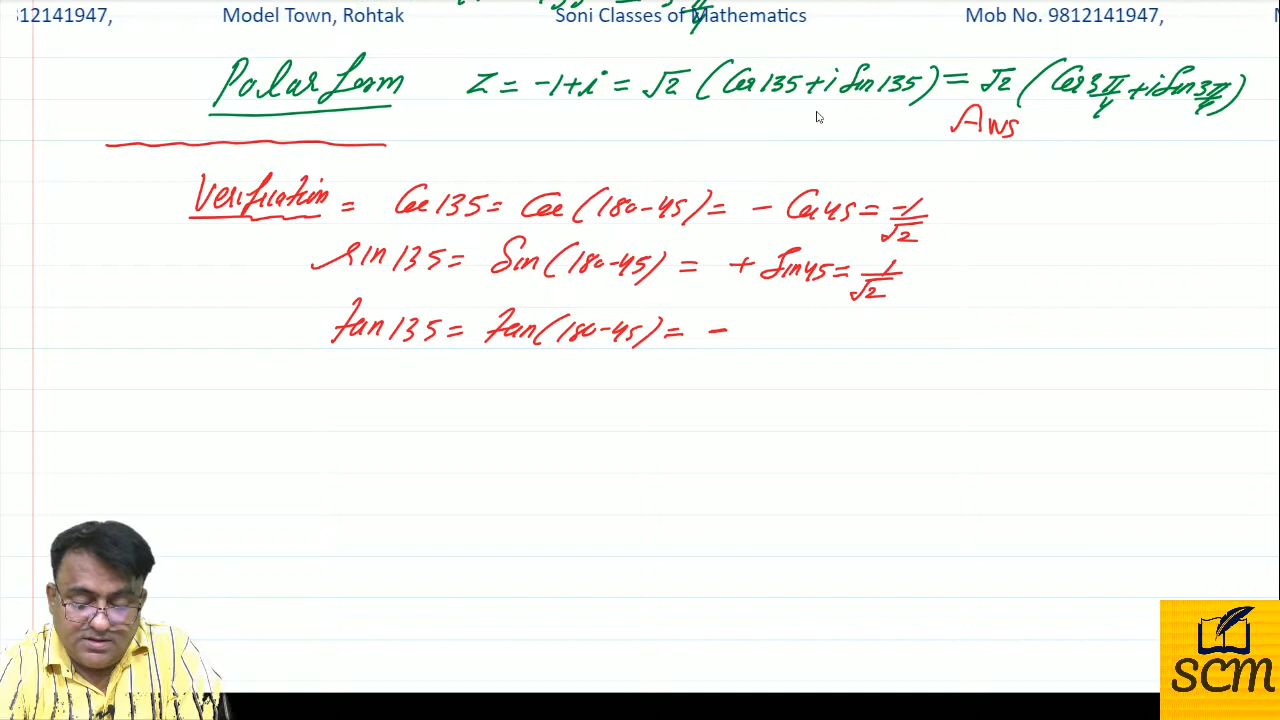 312141947, Model Town, Rohtak Soni Classes of Mathematics Mob No. 9812141947,
Polar form z = -1+i = √2 (Cos 135 + i Sin 135) = √2 (Cos 3π/4 + i Sin 3π/4)
Ans
Verification = Cos 135 = Cos (180-45) = - Cos 45 = -1/√2
sin 135 = Sin (180-45) = + Sin 45 = 1/√2
tan 135 = tan (180-45) = -
SCM